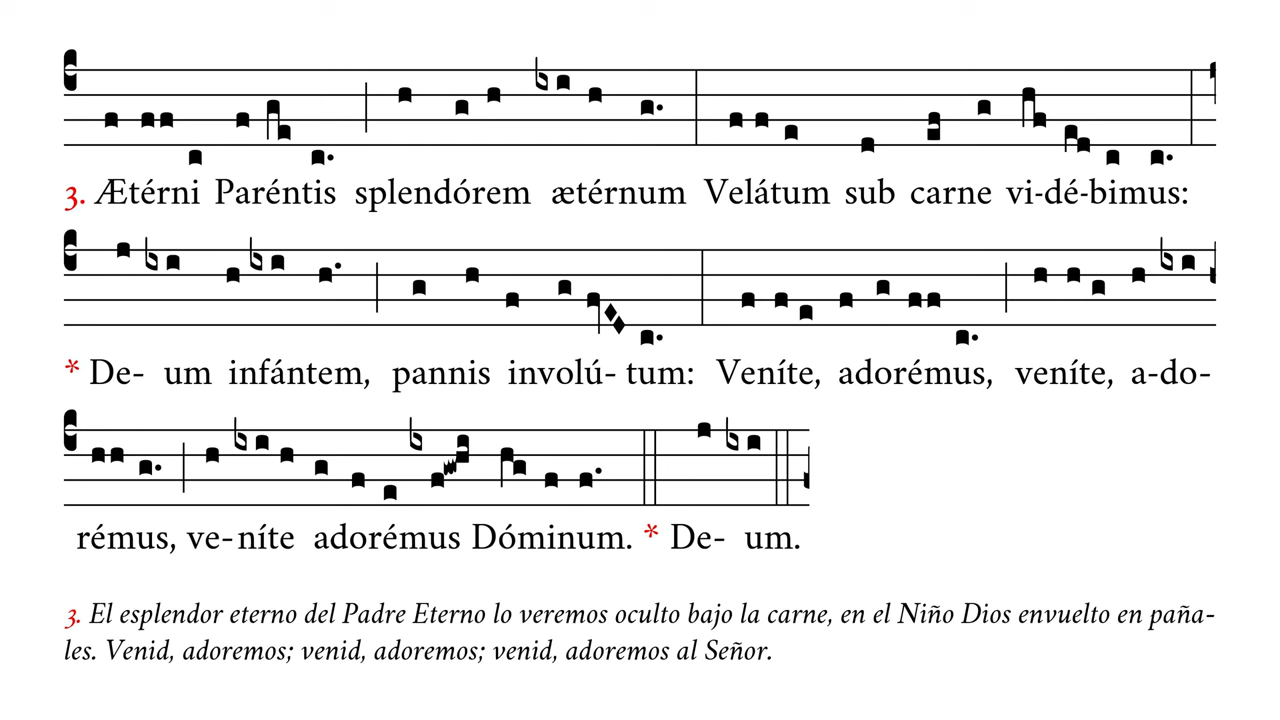 3. Ætérni Paréntis splendórem ætérnum Velátum sub carne vi-dé-bimus:
* De- um infántem, pannis involú- tum: Veníte, adorémus, veníte, a-do-
rémus, ve-níte adorémus Dóminum. * De- um.
3. El esplendor eterno del Padre Eterno lo veremos oculto bajo la carne, en el Niño Dios envuelto en paña-
les. Venid, adoremos; venid, adoremos; venid, adoremos al Señor.